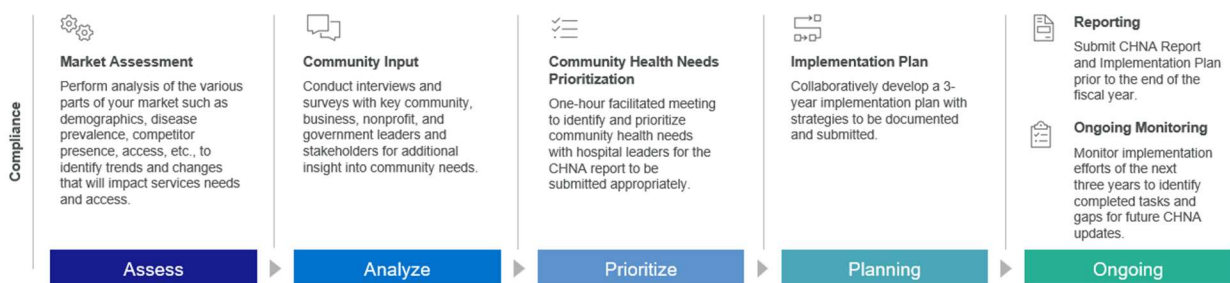 Compliance
Market Assessment
Perform analysis of the various
parts of your market such as
demographics, disease
prevalence, competitor
presence, access, etc., to
identify trends and changes
that will impact services needs
and access.
Assess
Community Input
Conduct interviews and
surveys with key community,
business, nonprofit, and
government leaders and
stakeholders for additional
insight into community needs.
Analyze
Community Health Needs
Prioritization
One-hour facilitated meeting
to identify and prioritize
community health needs
with hospital leaders for the
CHNA report to be
submitted appropriately.
Prioritize
Implementation Plan
Collaboratively develop a 3-
year implementation plan with
strategies to be documented
and submitted.
Planning
Reporting
Submit CHNA Report
and Implementation Plan
prior to the end of the
fiscal year.
Ongoing Monitoring
Monitor implementation
efforts of the next
three years to identify
completed tasks and
gaps for future CHNA
updates.
Ongoing